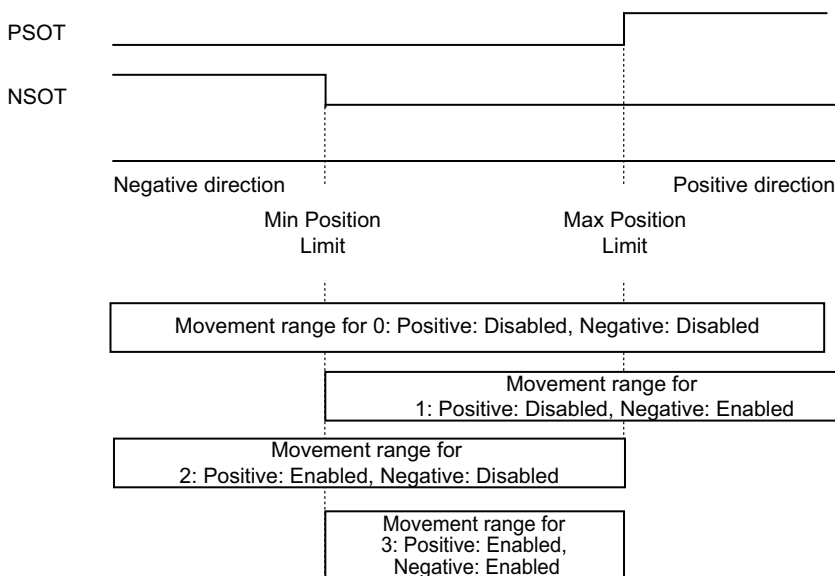 PSOT
NSOT
Negative direction
Positive direction
Min Position
Limit
Max Position
Limit
Movement range for 0: Positive: Disabled, Negative: Disabled
Movement range for
1: Positive: Disabled, Negative: Enabled
Movement range for
2: Positive: Enabled, Negative: Disabled
Movement range for
3: Positive: Enabled,
Negative: Enabled